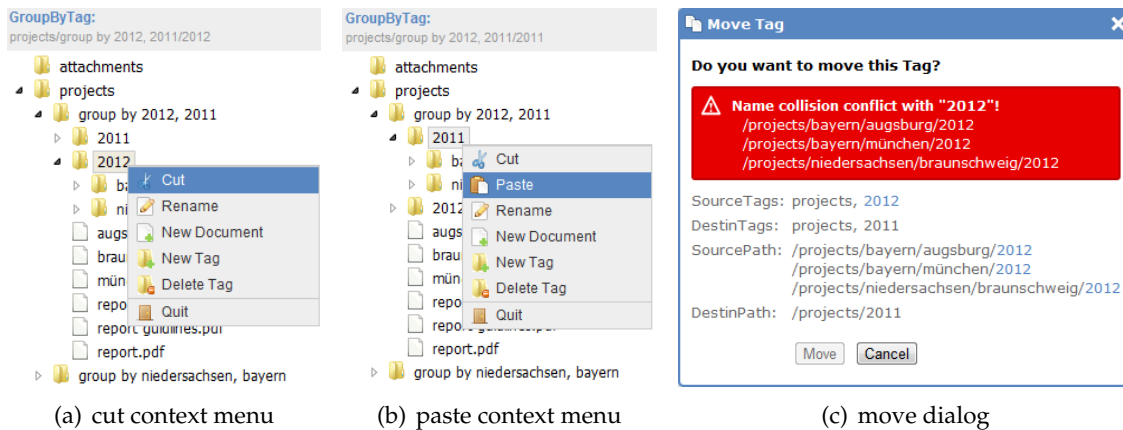 GroupByTag:
projects/group by 2012, 2011/2012
attachments
projects
group by 2012, 2011
2011
2012
Cut
Rename
New Document
New Tag
Delete Tag
Quit
report guidlines.pdf
report.pdf
group by niedersachsen, bayern
(a) cut context menu
GroupByTag:
projects/group by 2012, 2011/2011
attachments
projects
group by 2012, 2011
2011
Cut
Paste
2012
Rename
New Document
New Tag
Delete Tag
Quit
report guidlines.pdf
report.pdf
group by niedersachsen, bayern
(b) paste context menu
Move Tag
Do you want to move this Tag?
Name collision conflict with "2012"!
/projects/bayern/augsburg/2012
/projects/bayern/münchen/2012
/projects/niedersachsen/braunschweig/2012
SourceTags: projects, 2012
DestinTags: projects, 2011
SourcePath: /projects/bayern/augsburg/2012
/projects/bayern/münchen/2012
/projects/niedersachsen/braunschweig/2012
DestinPath: /projects/2011
Move Cancel
(c) move dialog